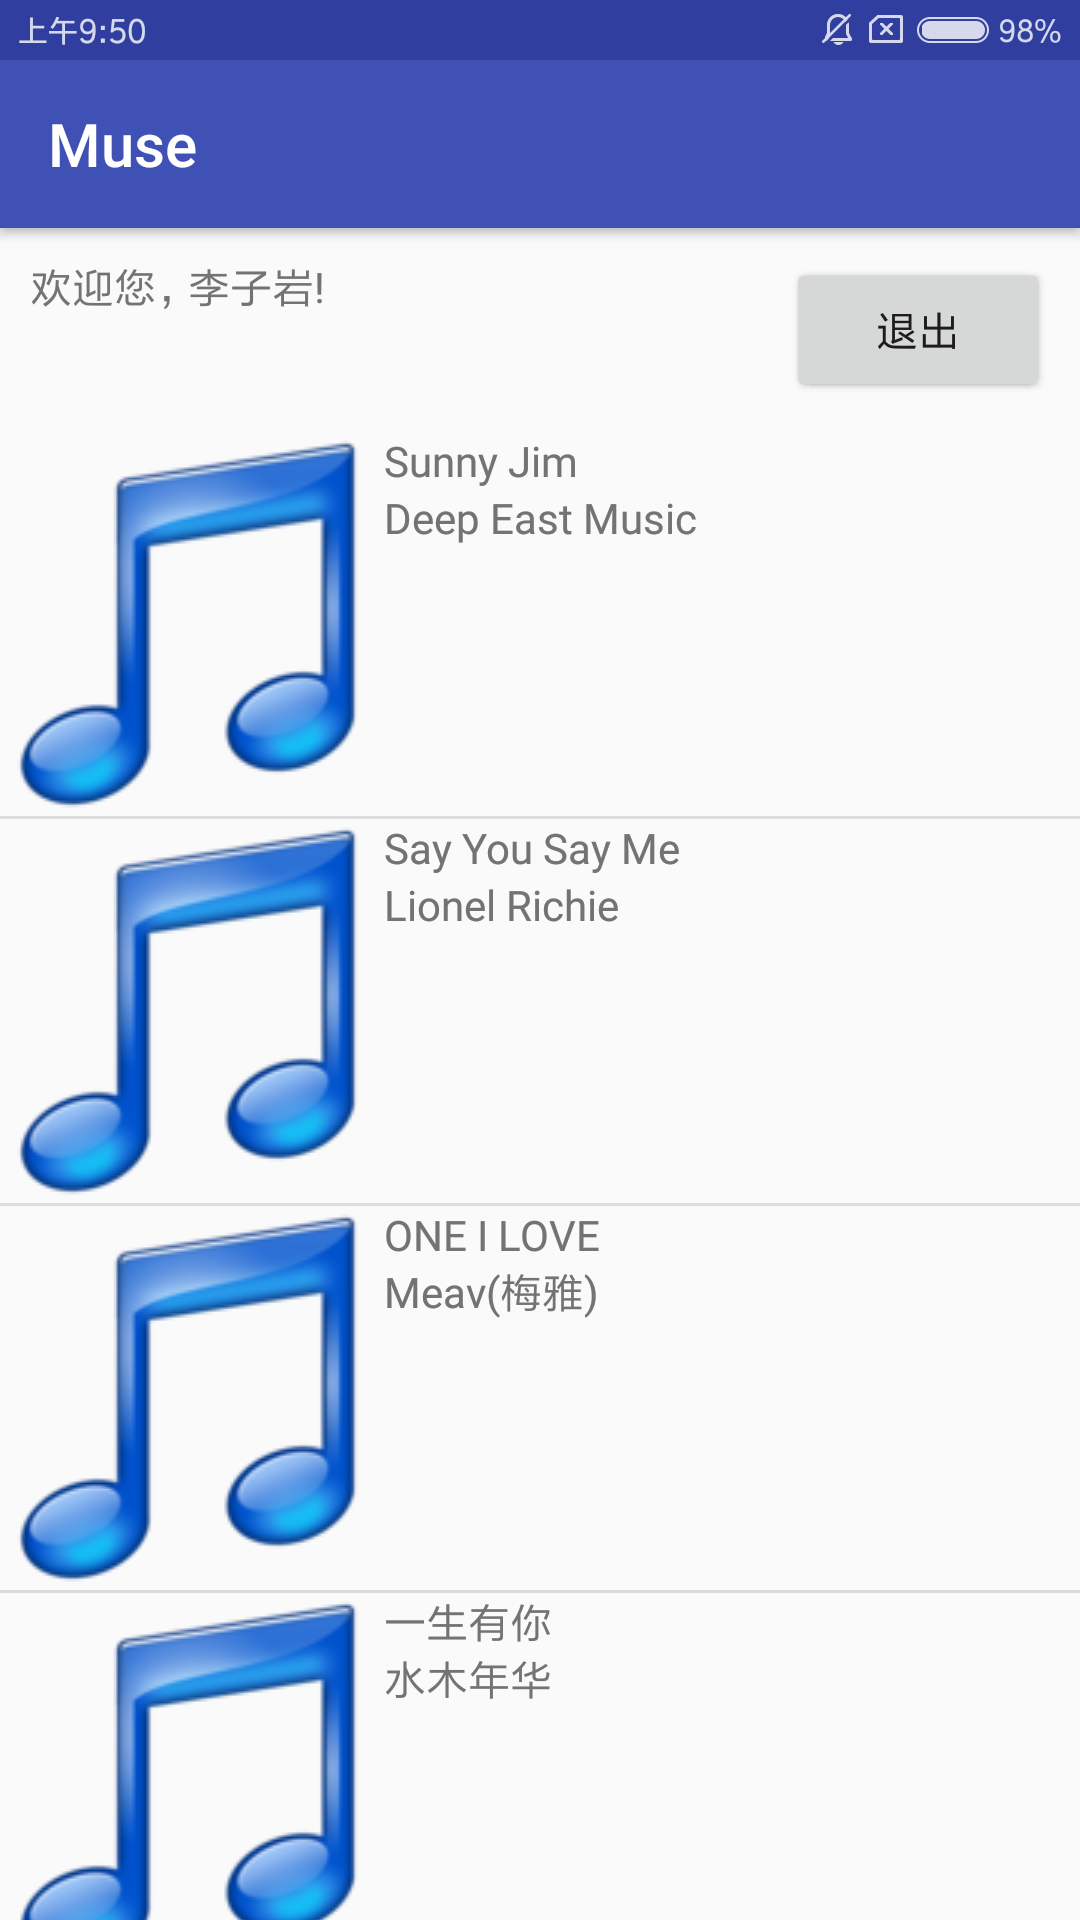 上午9:50
98%
Muse
欢迎您，李子岩!
退出
Sunny Jim
Deep East Music
Say You Say Me
Lionel Richie
ONE I LOVE
Meav(梅雅)
一生有你
水木年华